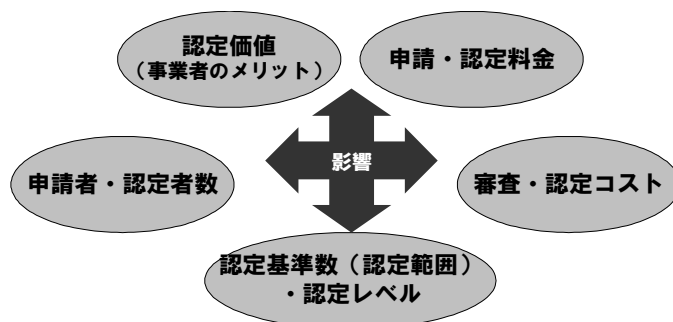 認定価値
（事業者のメリット）
申請・認定料金
影響
申請者・認定者数
審査・認定コスト
認定基準数（認定範囲）
・認定レベル